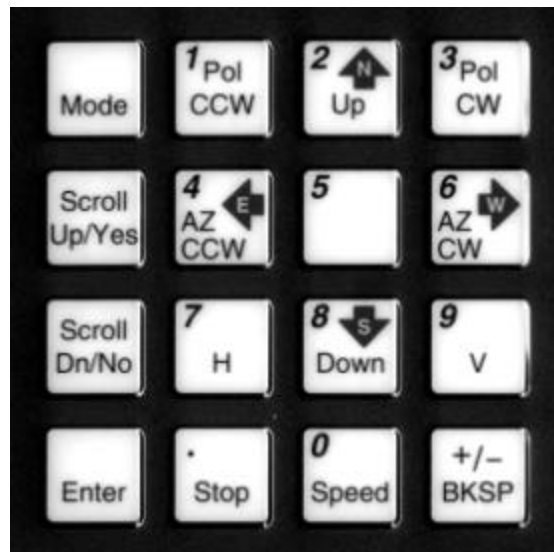 Mode
1 Pol
CCW
2 N
Up
3 Pol
CW
Scroll
Up/Yes
4 E
AZ
CCW
5
6 W
AZ
CW
Scroll
Dn/No
7
H
8 S
Down
9
V
Enter
.
Stop
0
Speed
+/−
BKSP